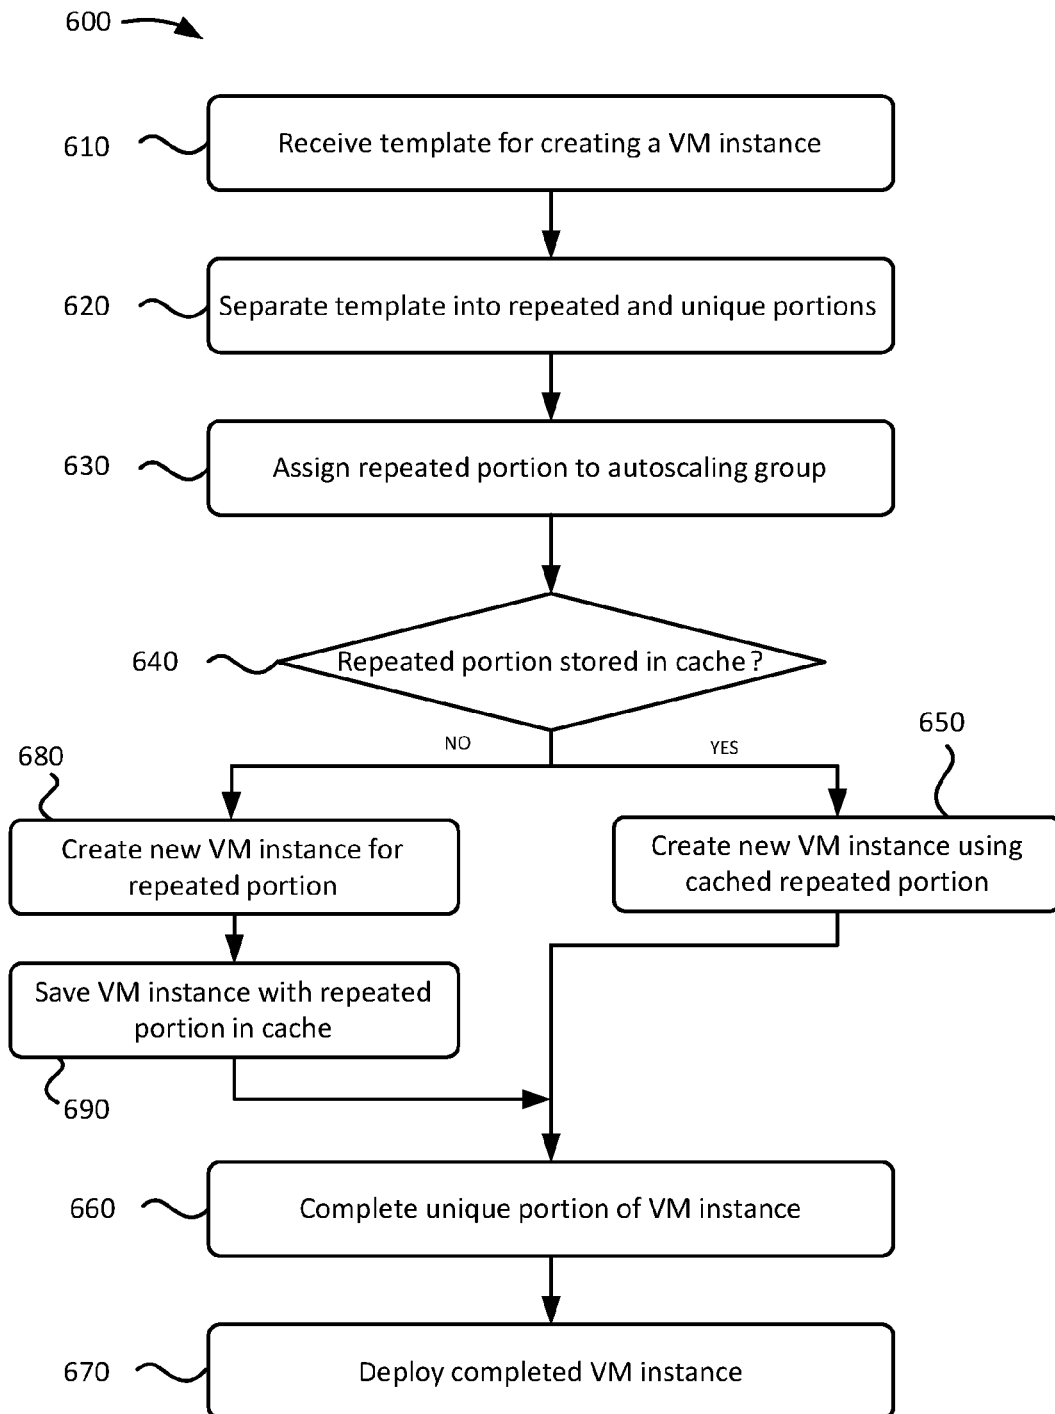 600
610
Receive template for creating a VM instance
620
Separate template into repeated and unique portions
630
Assign repeated portion to autoscaling group
640
Repeated portion stored in cache?
NO
YES
650
680
Create new VM instance for
repeated portion
Create new VM instance using
cached repeated portion
Save VM instance with repeated
portion in cache
690
660
Complete unique portion of VM instance
670
Deploy completed VM instance